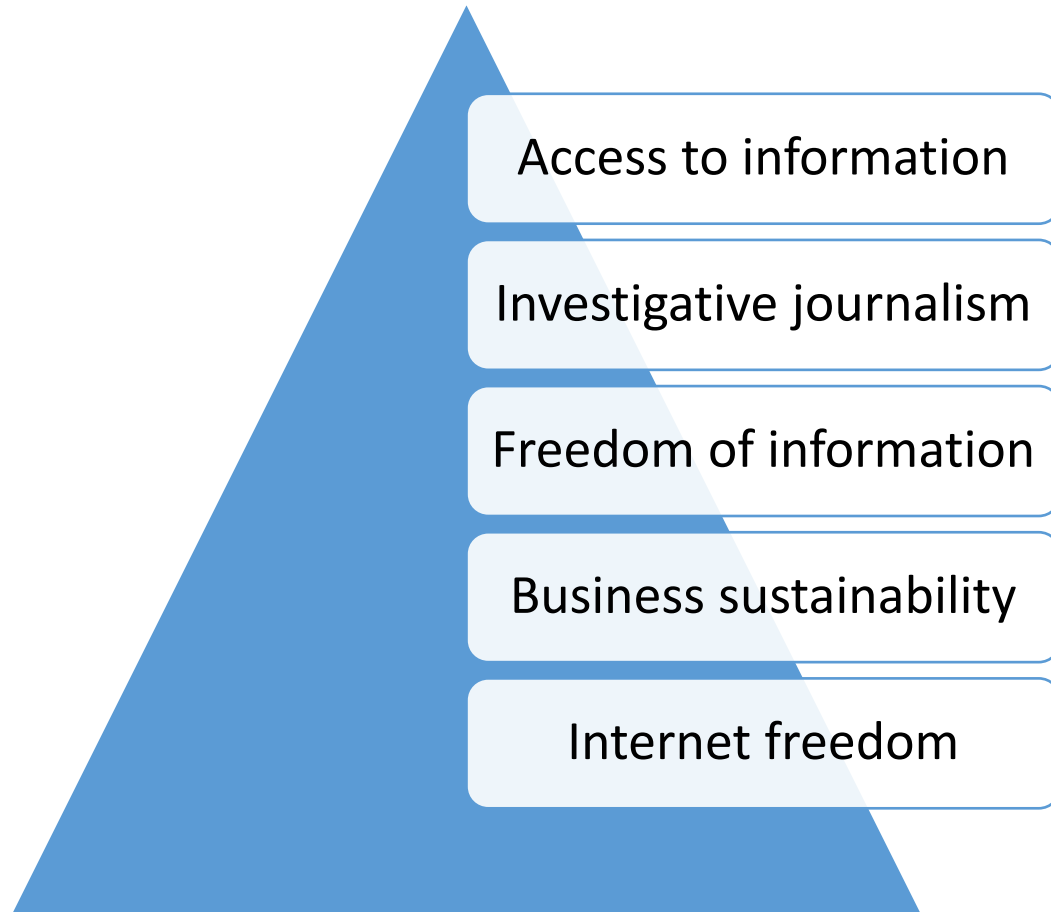 Access to information
Investigative journalism
Freedom of information
Business sustainability
Internet freedom